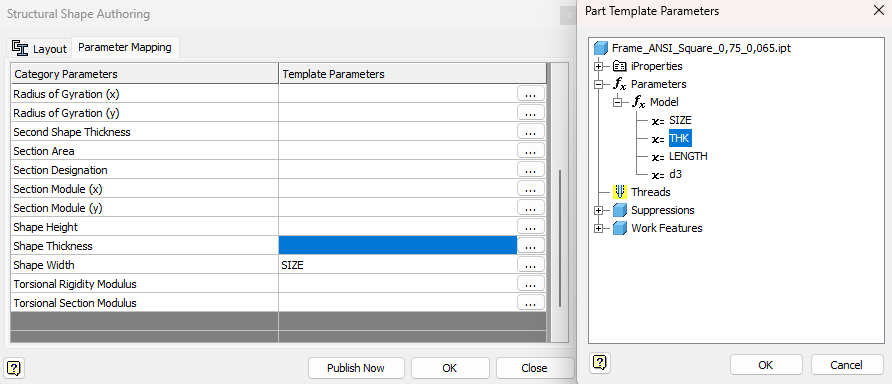 Structural Shape Authoring
Layout
Parameter Mapping
Category Parameters Template Parameters
Radius of Gyration (x) ...
Radius of Gyration (y) ...
Second Shape Thickness ...
Section Area ...
Section Designation ...
Section Module (x) ...
Section Module (y) ...
Shape Height ...
Shape Thickness ...
Shape Width SIZE ...
Torsional Rigidity Modulus ...
Torsional Section Modulus ...
? Publish Now OK Close
Part Template Parameters
Frame_ANSI_Square_0,75_0,065.ipt
iProperties
fx Parameters
fx Model
x= SIZE
x= THK
x= LENGTH
x= d3
Threads
Suppressions
Work Features
? OK Cancel